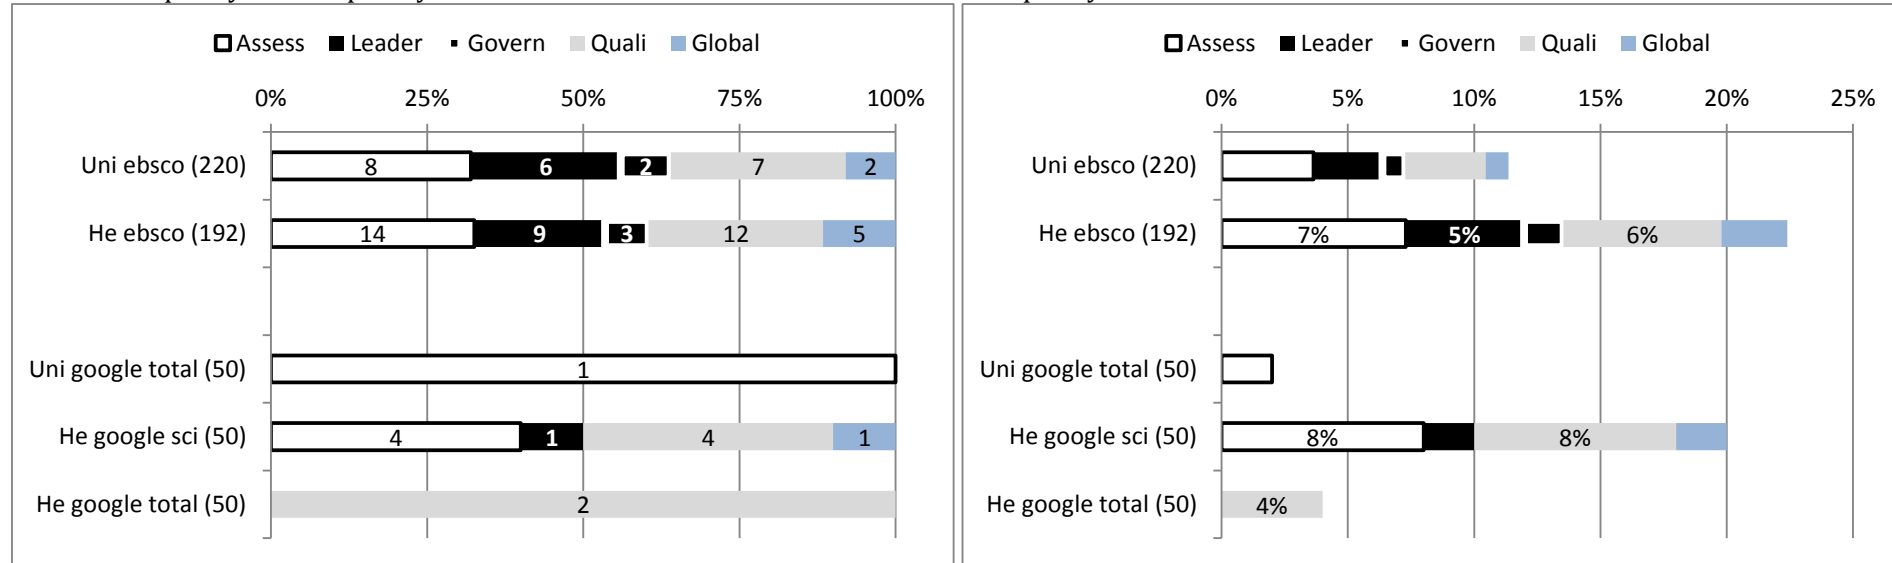 Assess Leader Govern Quali Global
0% 25% 50% 75% 100%
Uni ebsco (220) 8 6 2 7 2
He ebsco (192) 14 9 3 12 5
Uni google total (50) 1
He google sci (50) 4 1 4 1
He google total (50) 2
Assess Leader Govern Quali Global
0% 5% 10% 15% 20% 25%
Uni ebsco (220)
He ebsco (192) 7% 5% 6%
Uni google total (50)
He google sci (50) 8% 8%
He google total (50) 4%